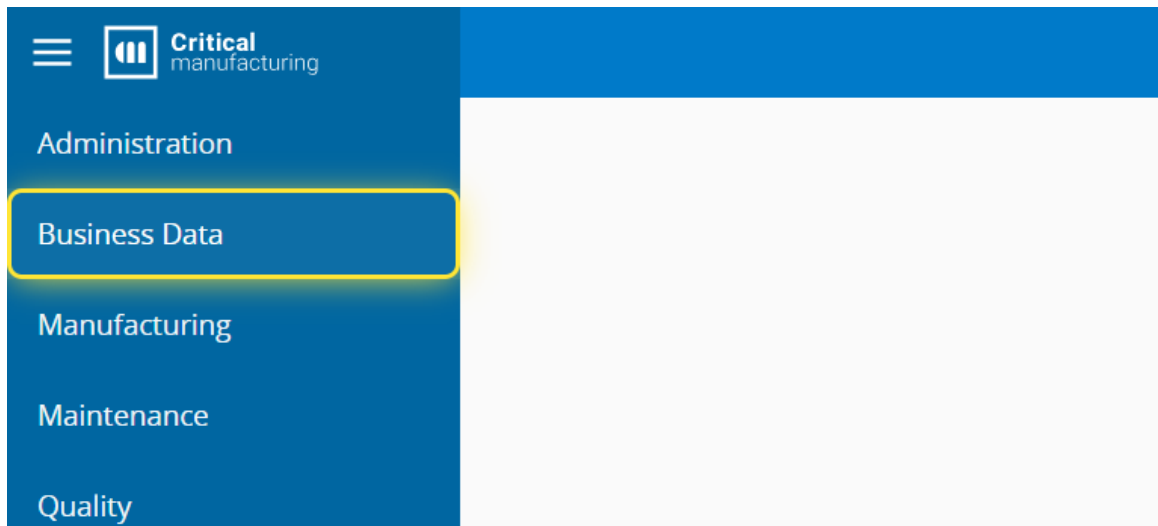 Critical
manufacturing
Administration
Business Data
Manufacturing
Maintenance
Quality